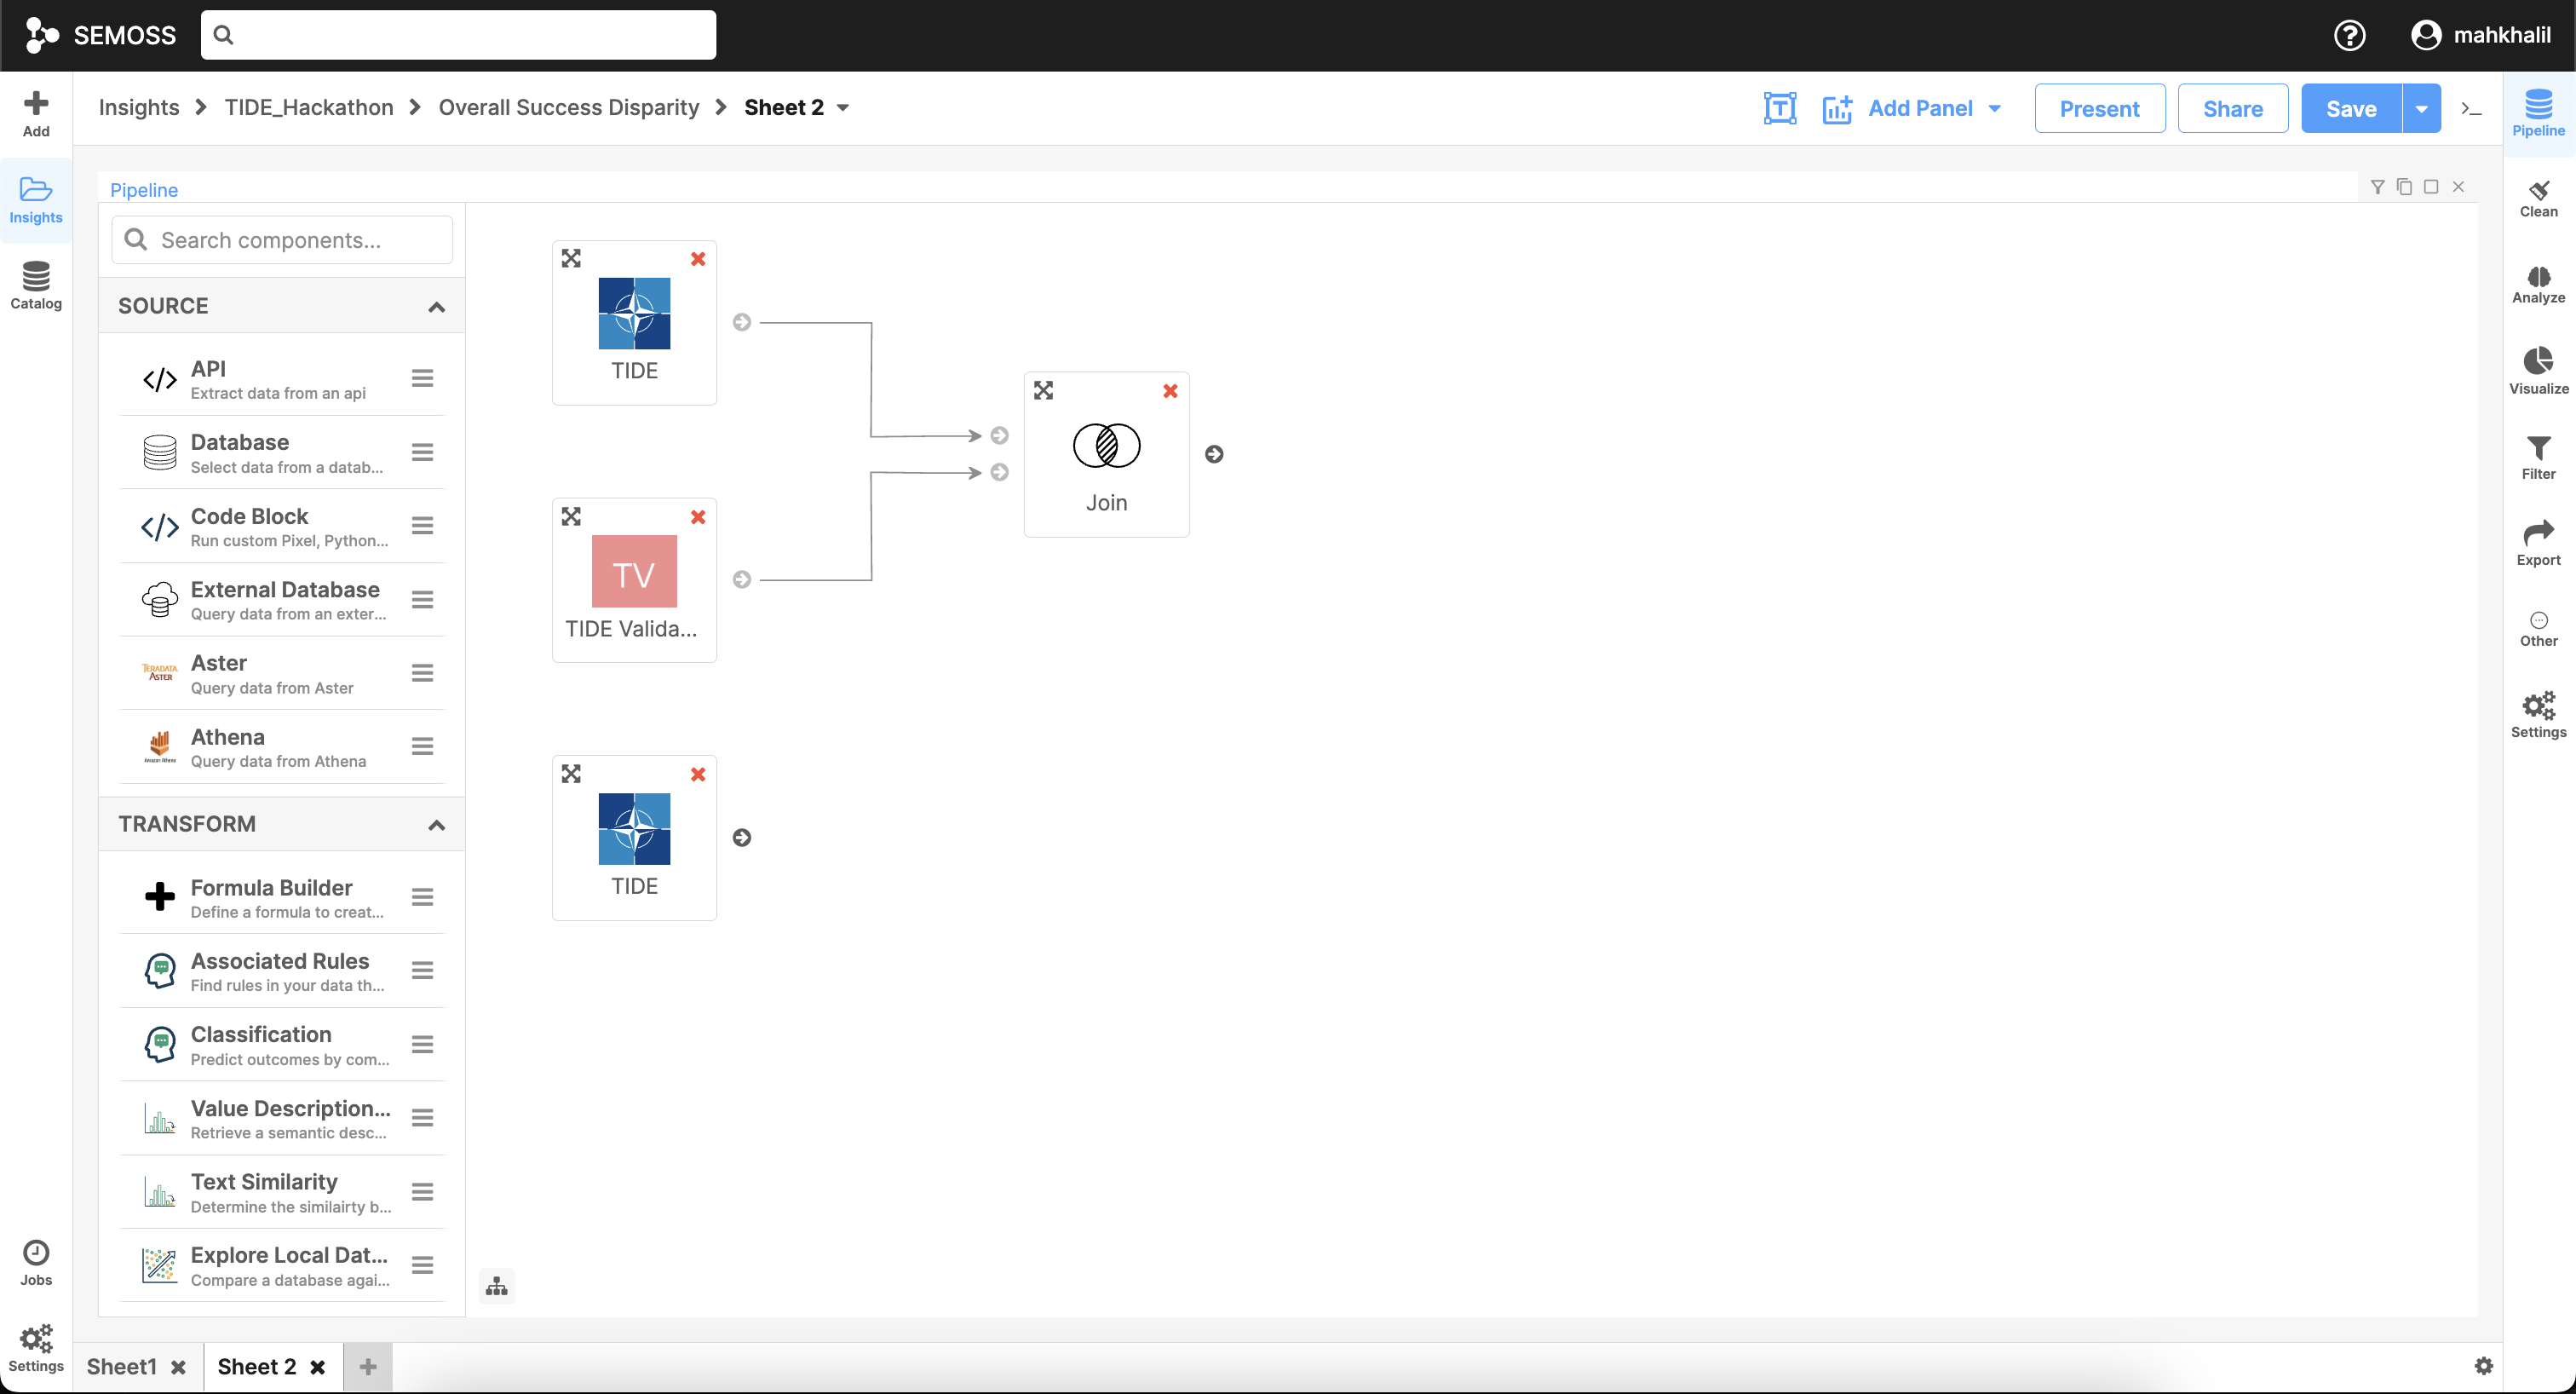 SEMOSS
mahkhalil
Add
Insights
Catalog
Jobs
Settings
Insights > TIDE_Hackathon > Overall Success Disparity > Sheet 2
Add Panel
Present
Share
Save
Pipeline
Search components...
SOURCE
API
Extract data from an api
Database
Select data from a datab...
Code Block
Run custom Pixel, Python...
External Database
Query data from an exter...
TERADATA
ASTER
Aster
Query data from Aster
Amazon Athena
Athena
Query data from Athena
TRANSFORM
Formula Builder
Define a formula to creat...
Associated Rules
Find rules in your data th...
Classification
Predict outcomes by com...
Value Description...
Retrieve a semantic desc...
Text Similarity
Determine the similairty b...
Explore Local Dat...
Compare a database agai...
TIDE
TV
TIDE Valida...
TIDE
Join
Pipeline
Clean
Analyze
Visualize
Filter
Export
Other
Settings
Sheet1
Sheet 2